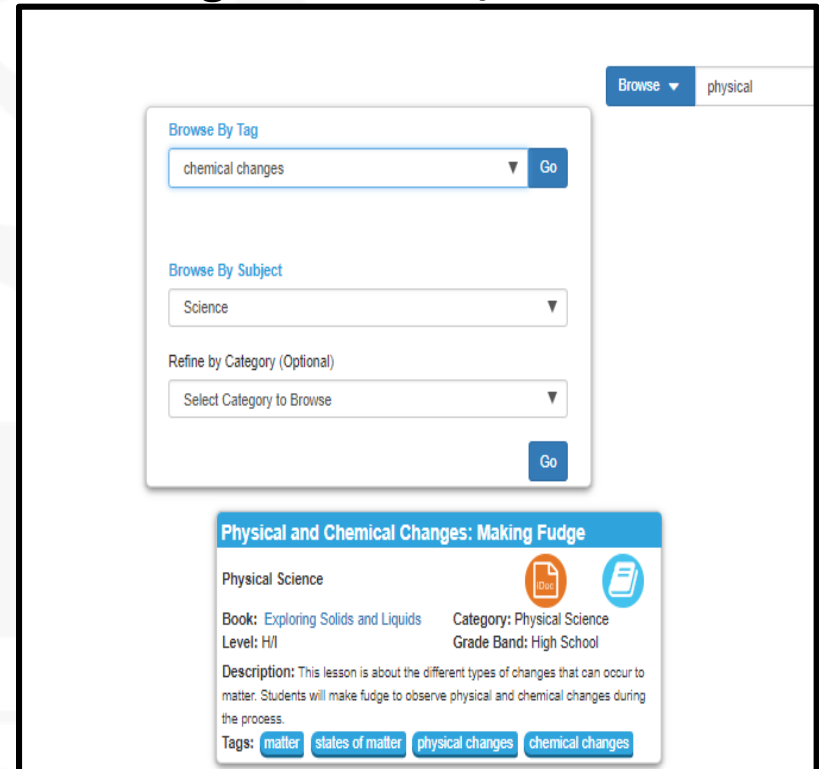 Browse physical
Browse By Tag
chemical changes Go
Browse By Subject
Science
Refine by Category (Optional)
Select Category to Browse
Go
Physical and Chemical Changes: Making Fudge
Physical Science iDoc
Book: Exploring Solids and Liquids Category: Physical Science
Level: H/I Grade Band: High School
Description: This lesson is about the different types of changes that can occur to
matter. Students will make fudge to observe physical and chemical changes during
the process.
Tags: matter states of matter physical changes chemical changes